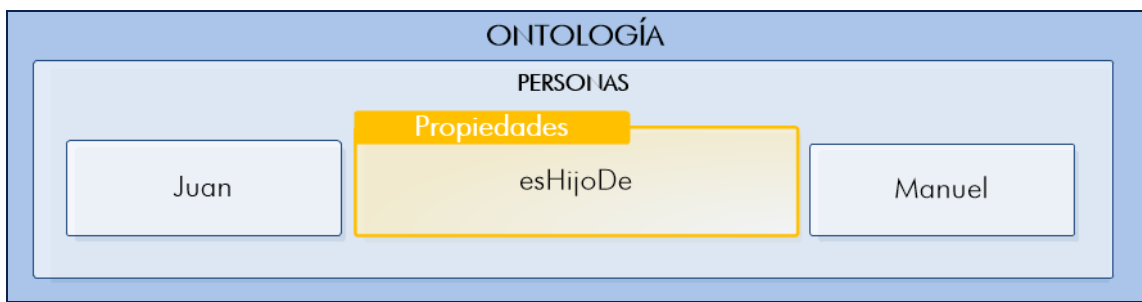 ONTOLOGÍA
PERSONAS
Propiedades
Juan
esHijoDe
Manuel